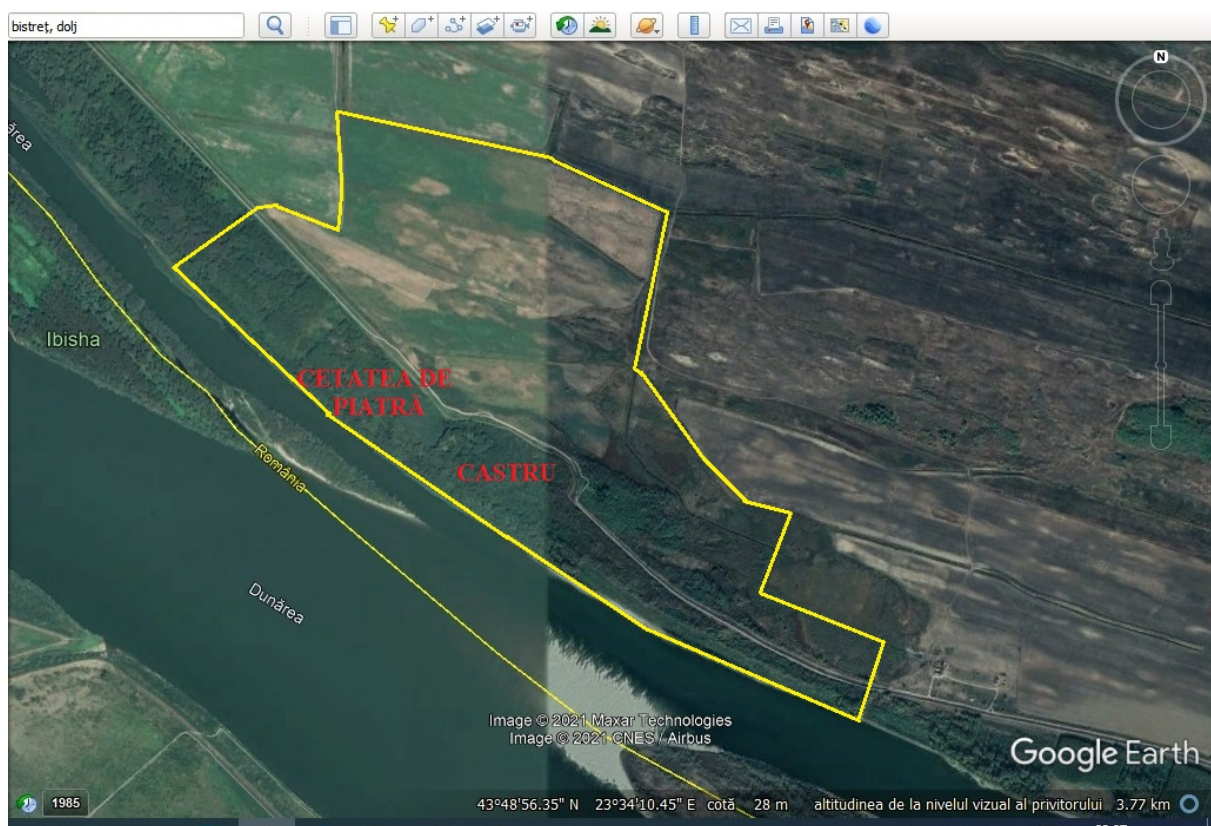 bistreț, dolj
N
ărea
Ibisha
CETATEA DE
PIATRĂ
CASTRU
România
Dunărea
Image © 2021 Maxar Technologies
Image © 2021 CNES / Airbus
Google Earth
1985
43°48'56.35" N 23°34'10.45" E cotă 28 m altitudinea de la nivelul vizual al privitorului 3.77 km